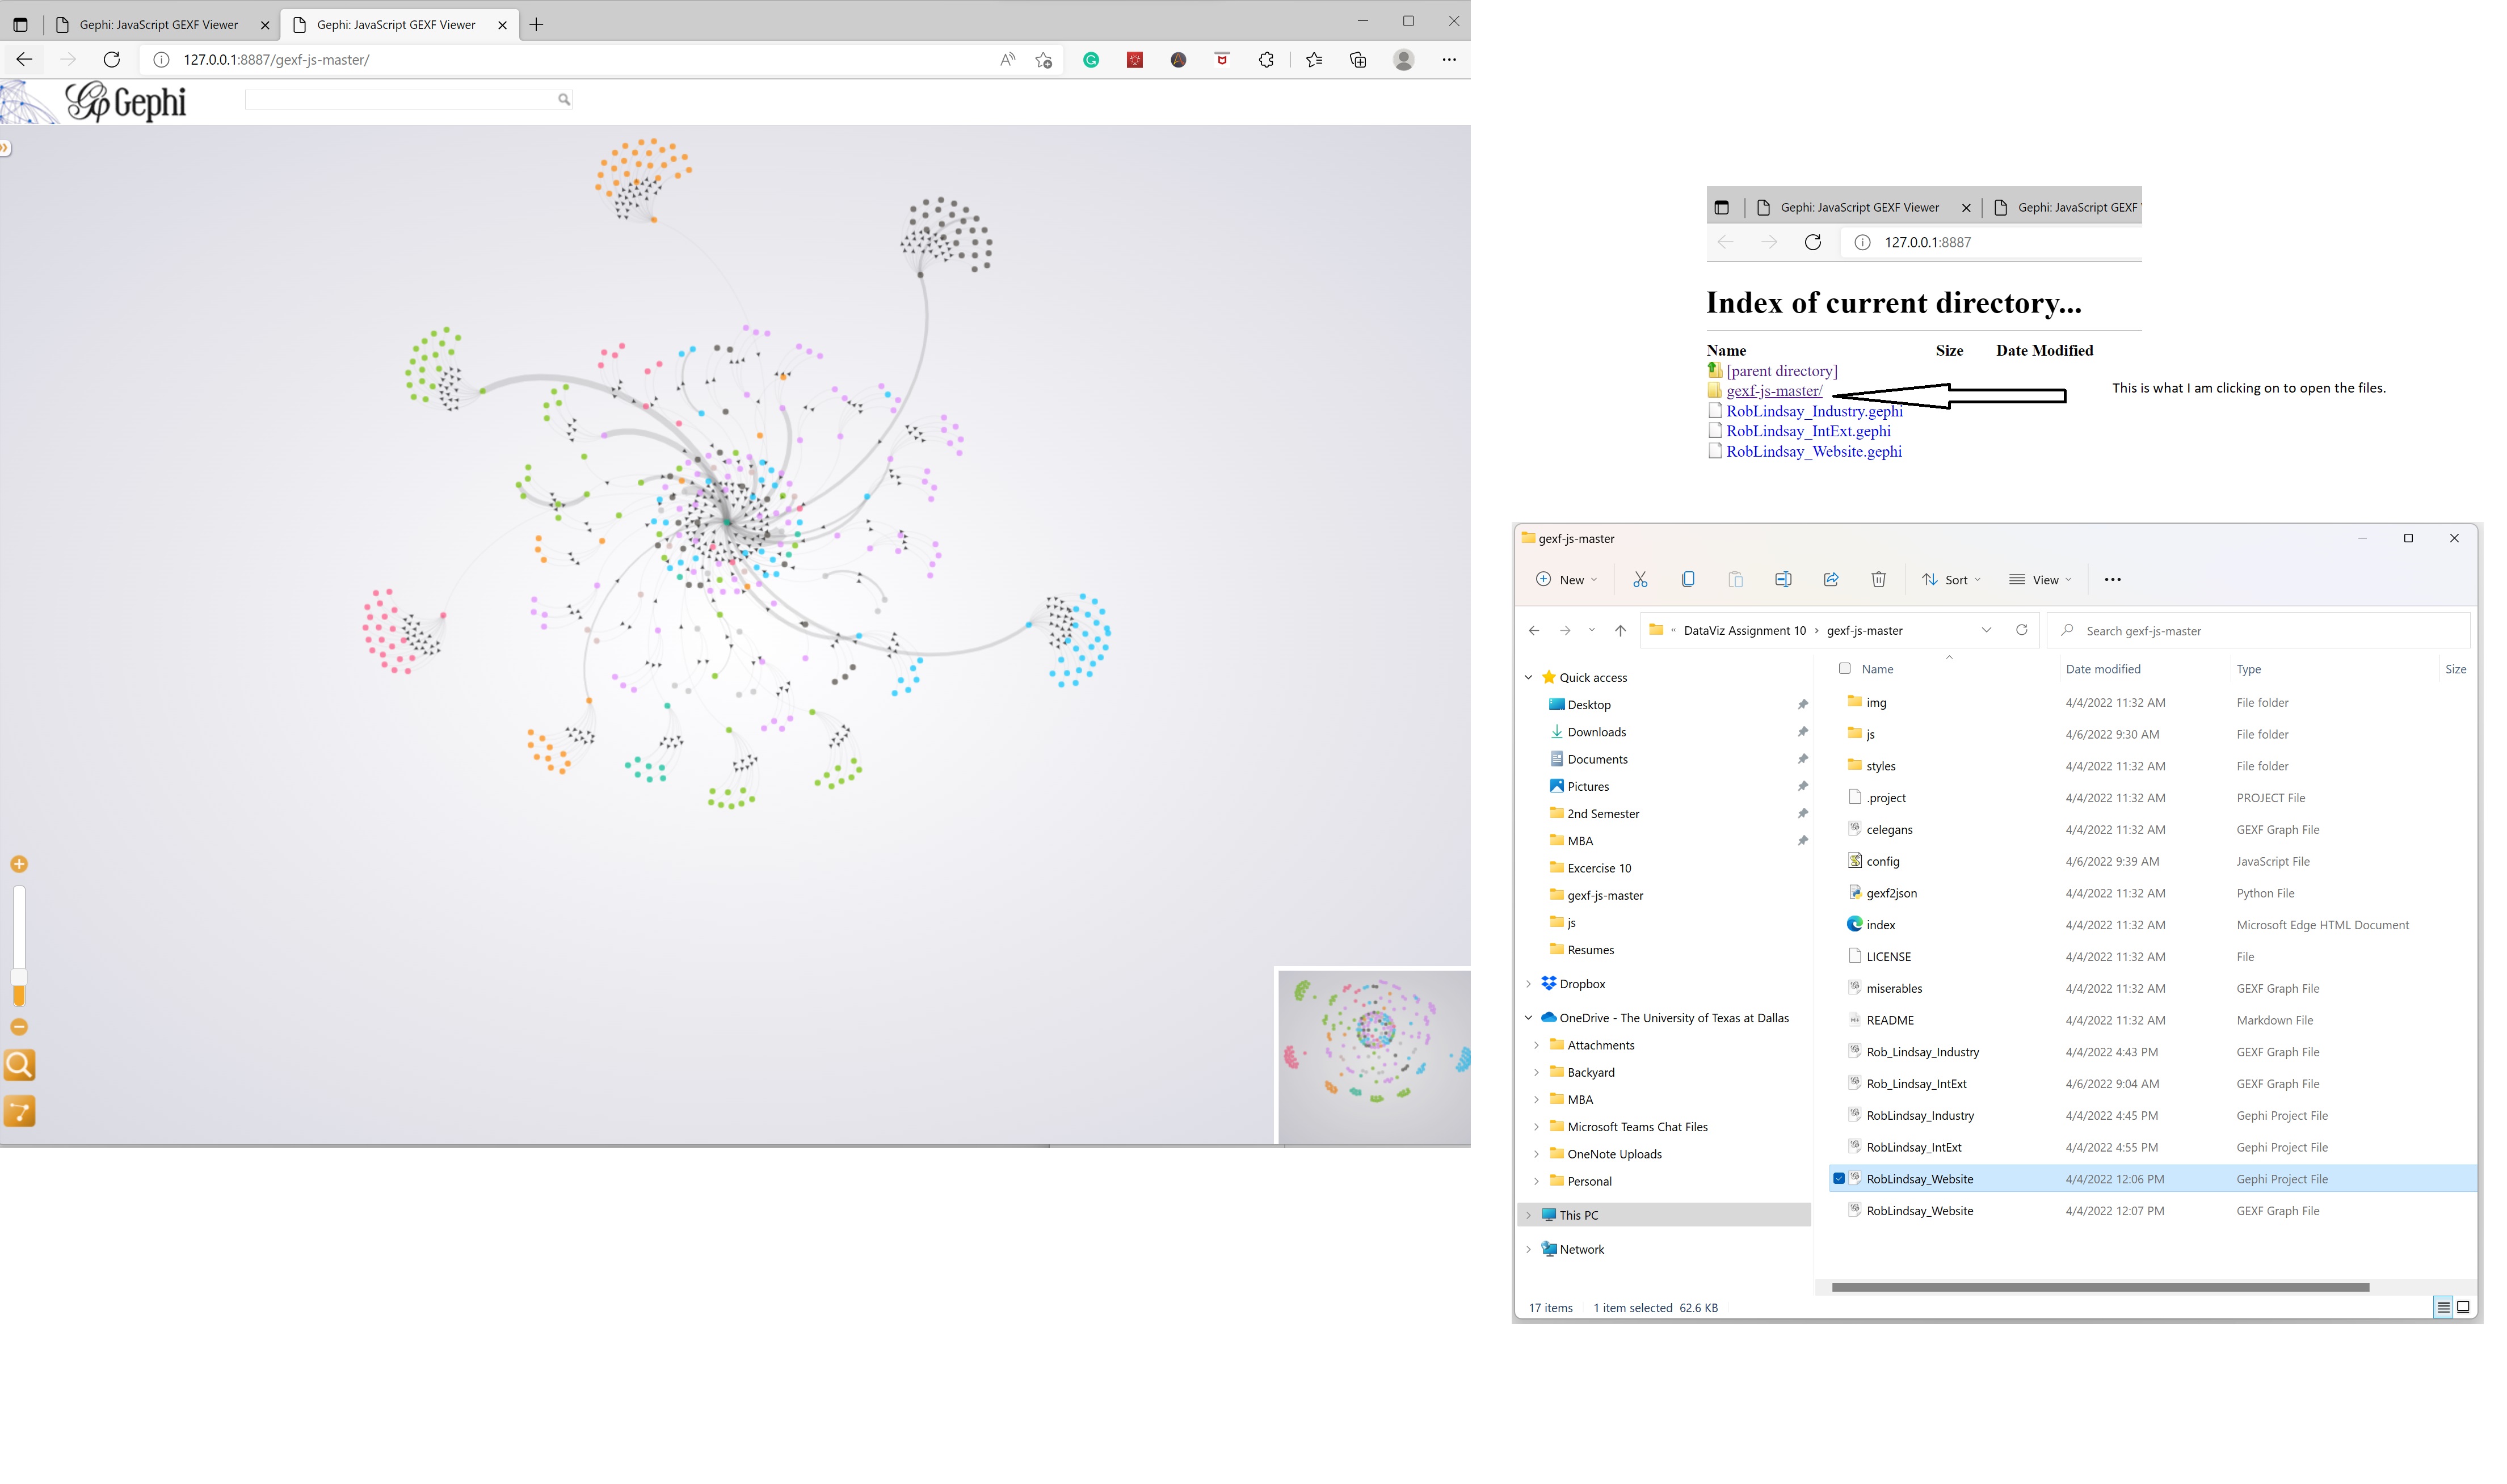 Gephi: JavaScript GEXF Viewer
Gephi: JavaScript GEXF Viewer
127.0.0.1:8887/gexf-js-master/
Gephi
Gephi: JavaScript GEXF Viewer
Gephi: JavaScript GEXF
127.0.0.1:8887
Index of current directory...
Name Size Date Modified
[parent directory]
gexf-js-master/
This is what I am clicking on to open the files.
RobLindsay_Industry.gephi
RobLindsay_IntExt.gephi
RobLindsay_Website.gephi
gexf-js-master
New Sort View
« DataViz Assignment 10 › gexf-js-master
Search gexf-js-master
Quick access
Desktop
Downloads
Documents
Pictures
2nd Semester
MBA
Excercise 10
gexf-js-master
js
Resumes
Dropbox
OneDrive - The University of Texas at Dallas
Attachments
Backyard
MBA
Microsoft Teams Chat Files
OneNote Uploads
Personal
This PC
Network
Name Date modified Type Size
img 4/4/2022 11:32 AM File folder
js 4/6/2022 9:30 AM File folder
styles 4/4/2022 11:32 AM File folder
.project 4/4/2022 11:32 AM PROJECT File
celegans 4/4/2022 11:32 AM GEXF Graph File
config 4/6/2022 9:39 AM JavaScript File
gexf2json 4/4/2022 11:32 AM Python File
index 4/4/2022 11:32 AM Microsoft Edge HTML Document
LICENSE 4/4/2022 11:32 AM File
miserables 4/4/2022 11:32 AM GEXF Graph File
README 4/4/2022 11:32 AM Markdown File
Rob_Lindsay_Industry 4/4/2022 4:43 PM GEXF Graph File
Rob_Lindsay_IntExt 4/6/2022 9:04 AM GEXF Graph File
RobLindsay_Industry 4/4/2022 4:45 PM Gephi Project File
RobLindsay_IntExt 4/4/2022 4:55 PM Gephi Project File
RobLindsay_Website 4/4/2022 12:06 PM Gephi Project File
RobLindsay_Website 4/4/2022 12:07 PM GEXF Graph File
17 items 1 item selected 62.6 KB